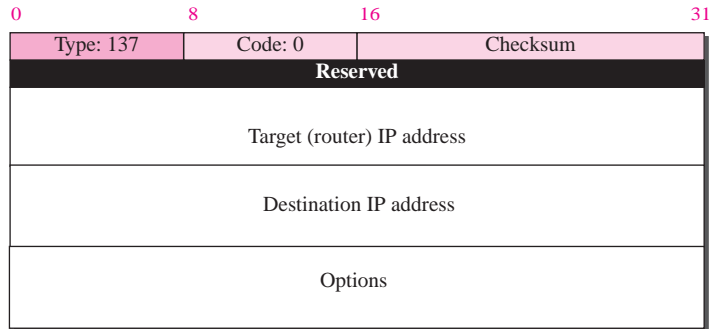 0 8 16 31
Type: 137 Code: 0 Checksum
Reserved
Target (router) IP address
Destination IP address
Options